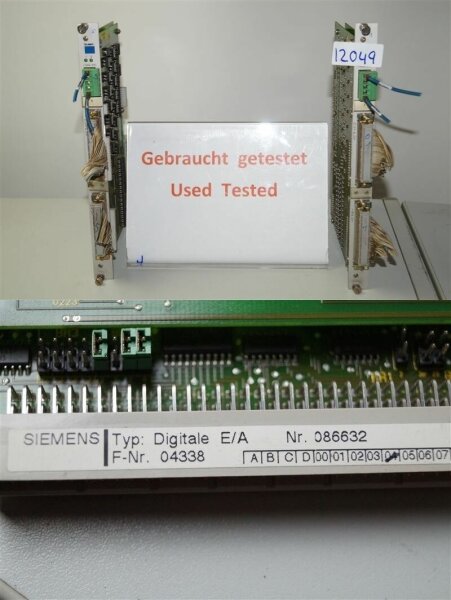 12049
Gebraucht getestet
Used Tested
0223
SIEMENS
Typ: Digitale E/A Nr. 086632
F-Nr. 04338 A B C D 00 01 02 03 04 05 06 07